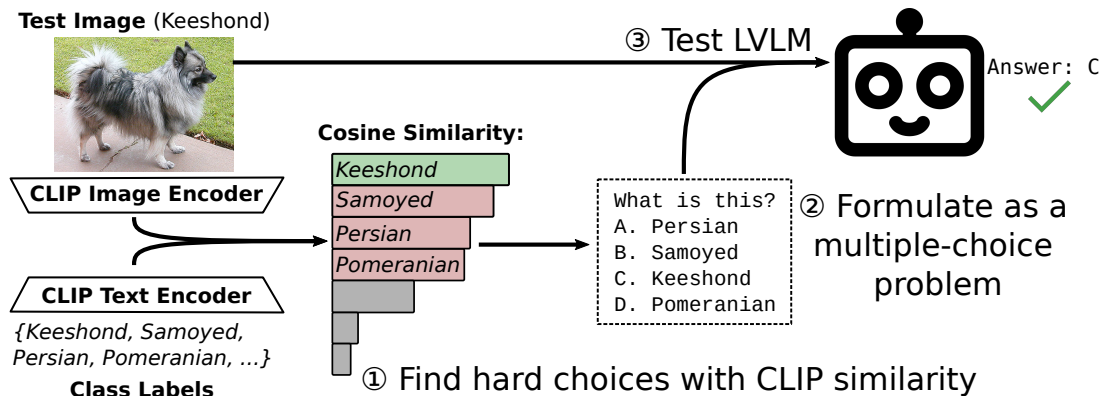 Test Image (Keeshond)
CLIP Image Encoder
CLIP Text Encoder
{Keeshond, Samoyed,
Persian, Pomeranian, ...}
Class Labels
Cosine Similarity:
Keeshond
Samoyed
Persian
Pomeranian
① Find hard choices with CLIP similarity
What is this?
A. Persian
B. Samoyed
C. Keeshond
D. Pomeranian
② Formulate as a
multiple-choice
problem
③ Test LVLM
Answer: C